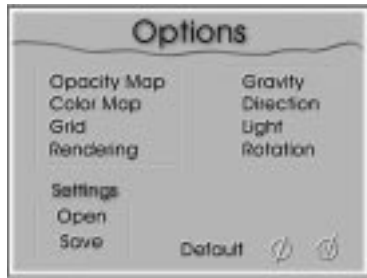 Options
Opacity Map
Color Map
Grid
Rendering
Gravity
Direction
Light
Rotation
Settings
Open
Save
Default